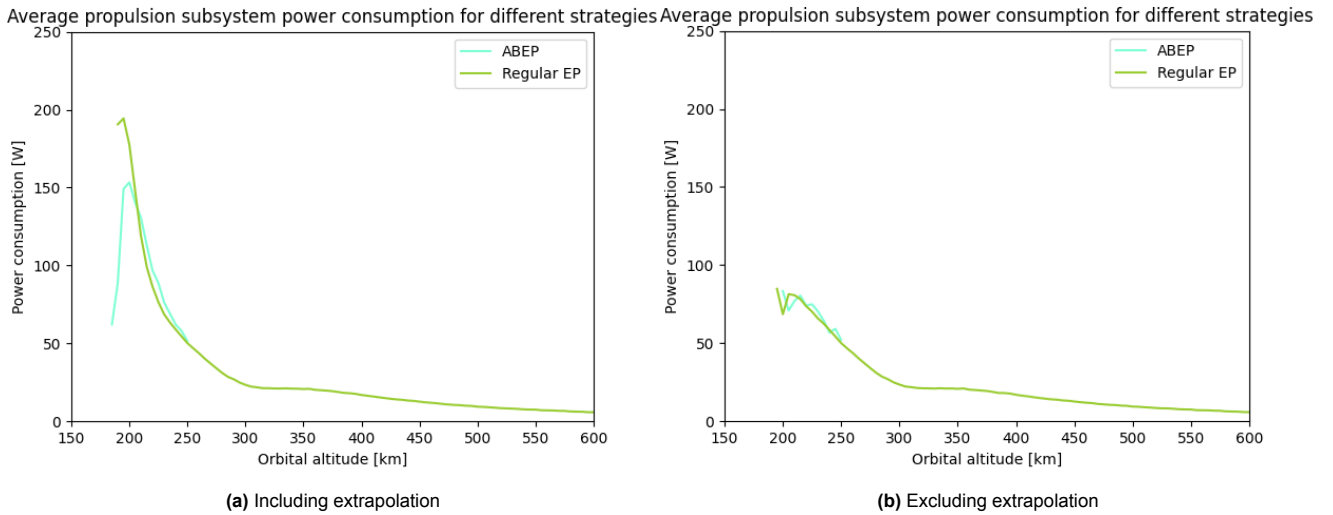 Average propulsion subsystem power consumption for different strategies
250
200
150
100
50
0
Power consumption [W]
ABEP
Regular EP
150 200 250 300 350 400 450 500 550 600
Orbital altitude [km]
(a) Including extrapolation
Average propulsion subsystem power consumption for different strategies
250
200
150
100
50
0
Power consumption [W]
ABEP
Regular EP
150 200 250 300 350 400 450 500 550 600
Orbital altitude [km]
(b) Excluding extrapolation